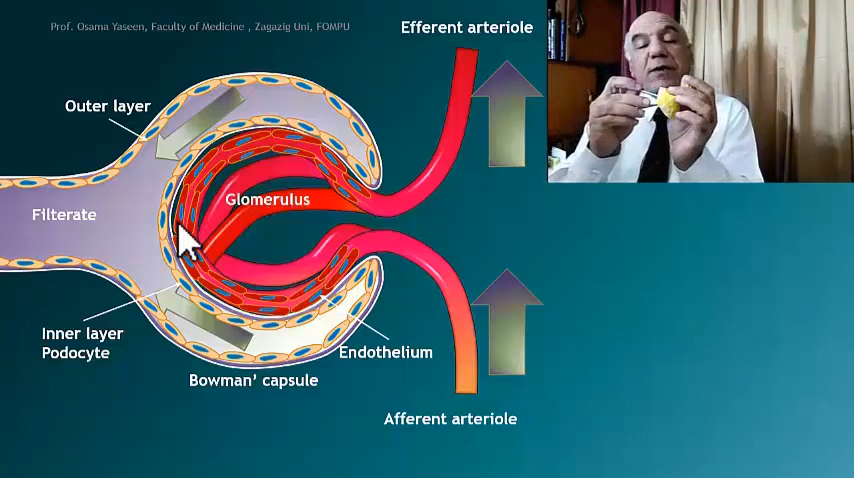 Prof. Osama Yaseen, Faculty of Medicine , Zagazig Uni, FOMPU
Efferent arteriole
Outer layer
Glomerulus
Filterate
Inner layer
Podocyte
Endothelium
Bowman’ capsule
Afferent arteriole